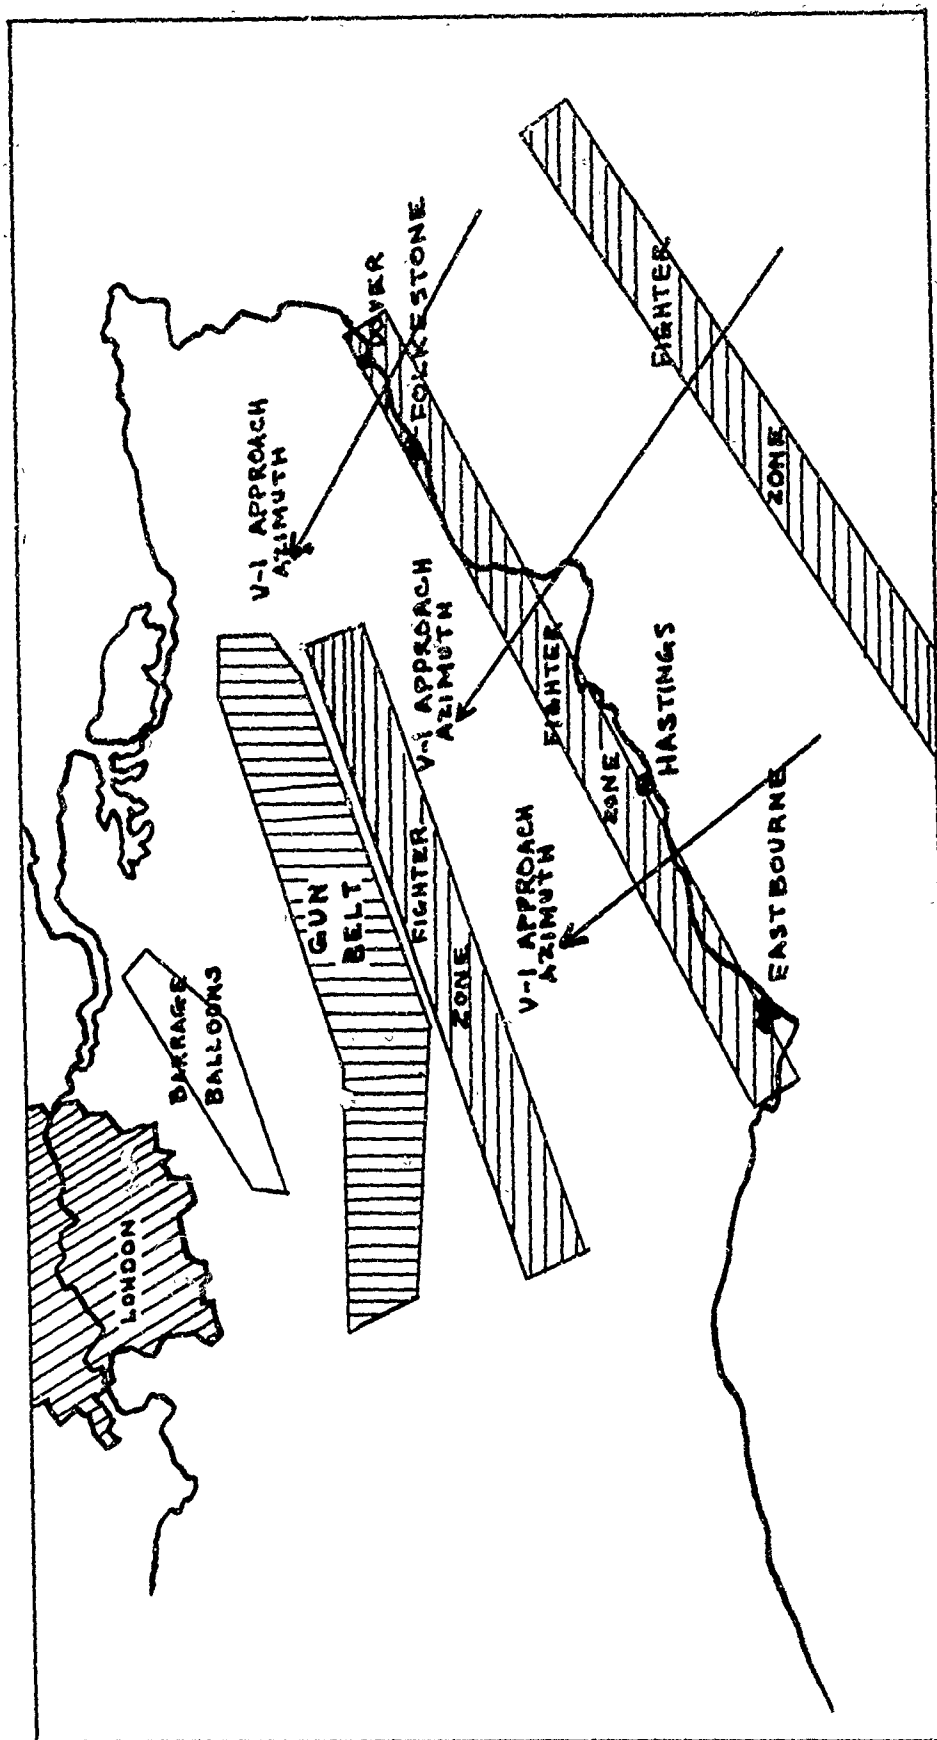 LONDON
BARRAGE
BALLOONS
GUN
BELT
FIGHTER
ZONE
V-1 APPROACH
AZIMUTH
V-1 APPROACH
AZIMUTH
V-1 APPROACH
AZIMUTH
DOVER
FOLKESTONE
FIGHTER
ZONE
HASTINGS
EASTBOURNE
FIGHTER
ZONE